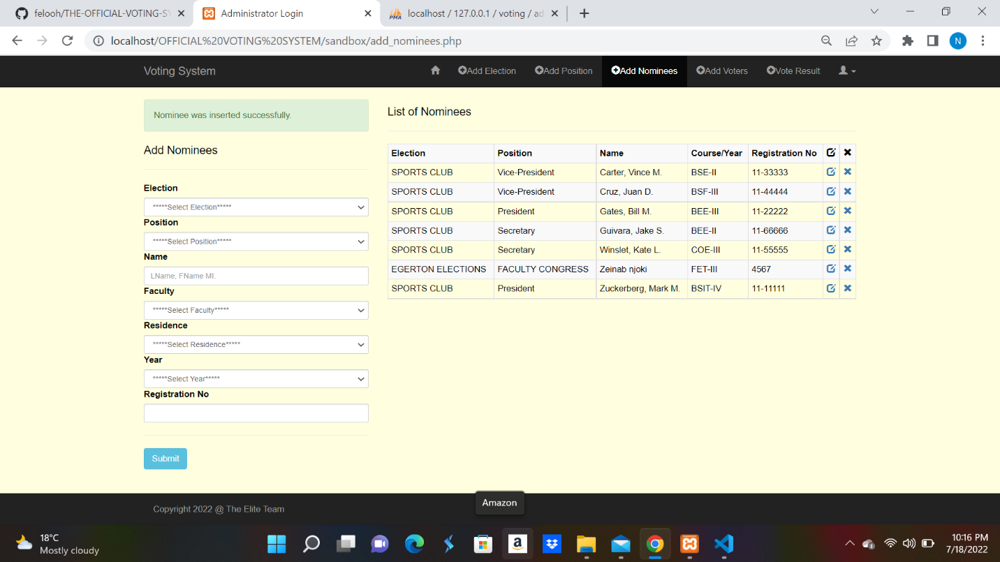 felooh/THE-OFFICIAL-VOTING-SY
Administrator Login
localhost / 127.0.0.1 / voting / ad
localhost/OFFICIAL%20VOTING%20SYSTEM/sandbox/add_nominees.php
N
Voting System
Add Election
Add Position
Add Nominees
Add Voters
Vote Result
Nominee was inserted successfully.
Add Nominees
Election
*****Select Election*****
Position
*****Select Position*****
Name
LName, FName MI.
Faculty
*****Select Faculty*****
Residence
*****Select Residence*****
Year
*****Select Year*****
Registration No
Submit
List of Nominees
Election Position Name Course/Year Registration No
SPORTS CLUB Vice-President Carter, Vince M. BSE-II 11-33333
SPORTS CLUB Vice-President Cruz, Juan D. BSF-III 11-44444
SPORTS CLUB President Gates, Bill M. BEE-III 11-22222
SPORTS CLUB Secretary Guivara, Jake S. BEE-II 11-66666
SPORTS CLUB Secretary Winslet, Kate L. COE-III 11-55555
EGERTON ELECTIONS FACULTY CONGRESS Zeinab njoki FET-III 4567
SPORTS CLUB President Zuckerberg, Mark M. BSIT-IV 11-11111
Copyright 2022 @ The Elite Team
Amazon
18°C
Mostly cloudy
10:16 PM
7/18/2022